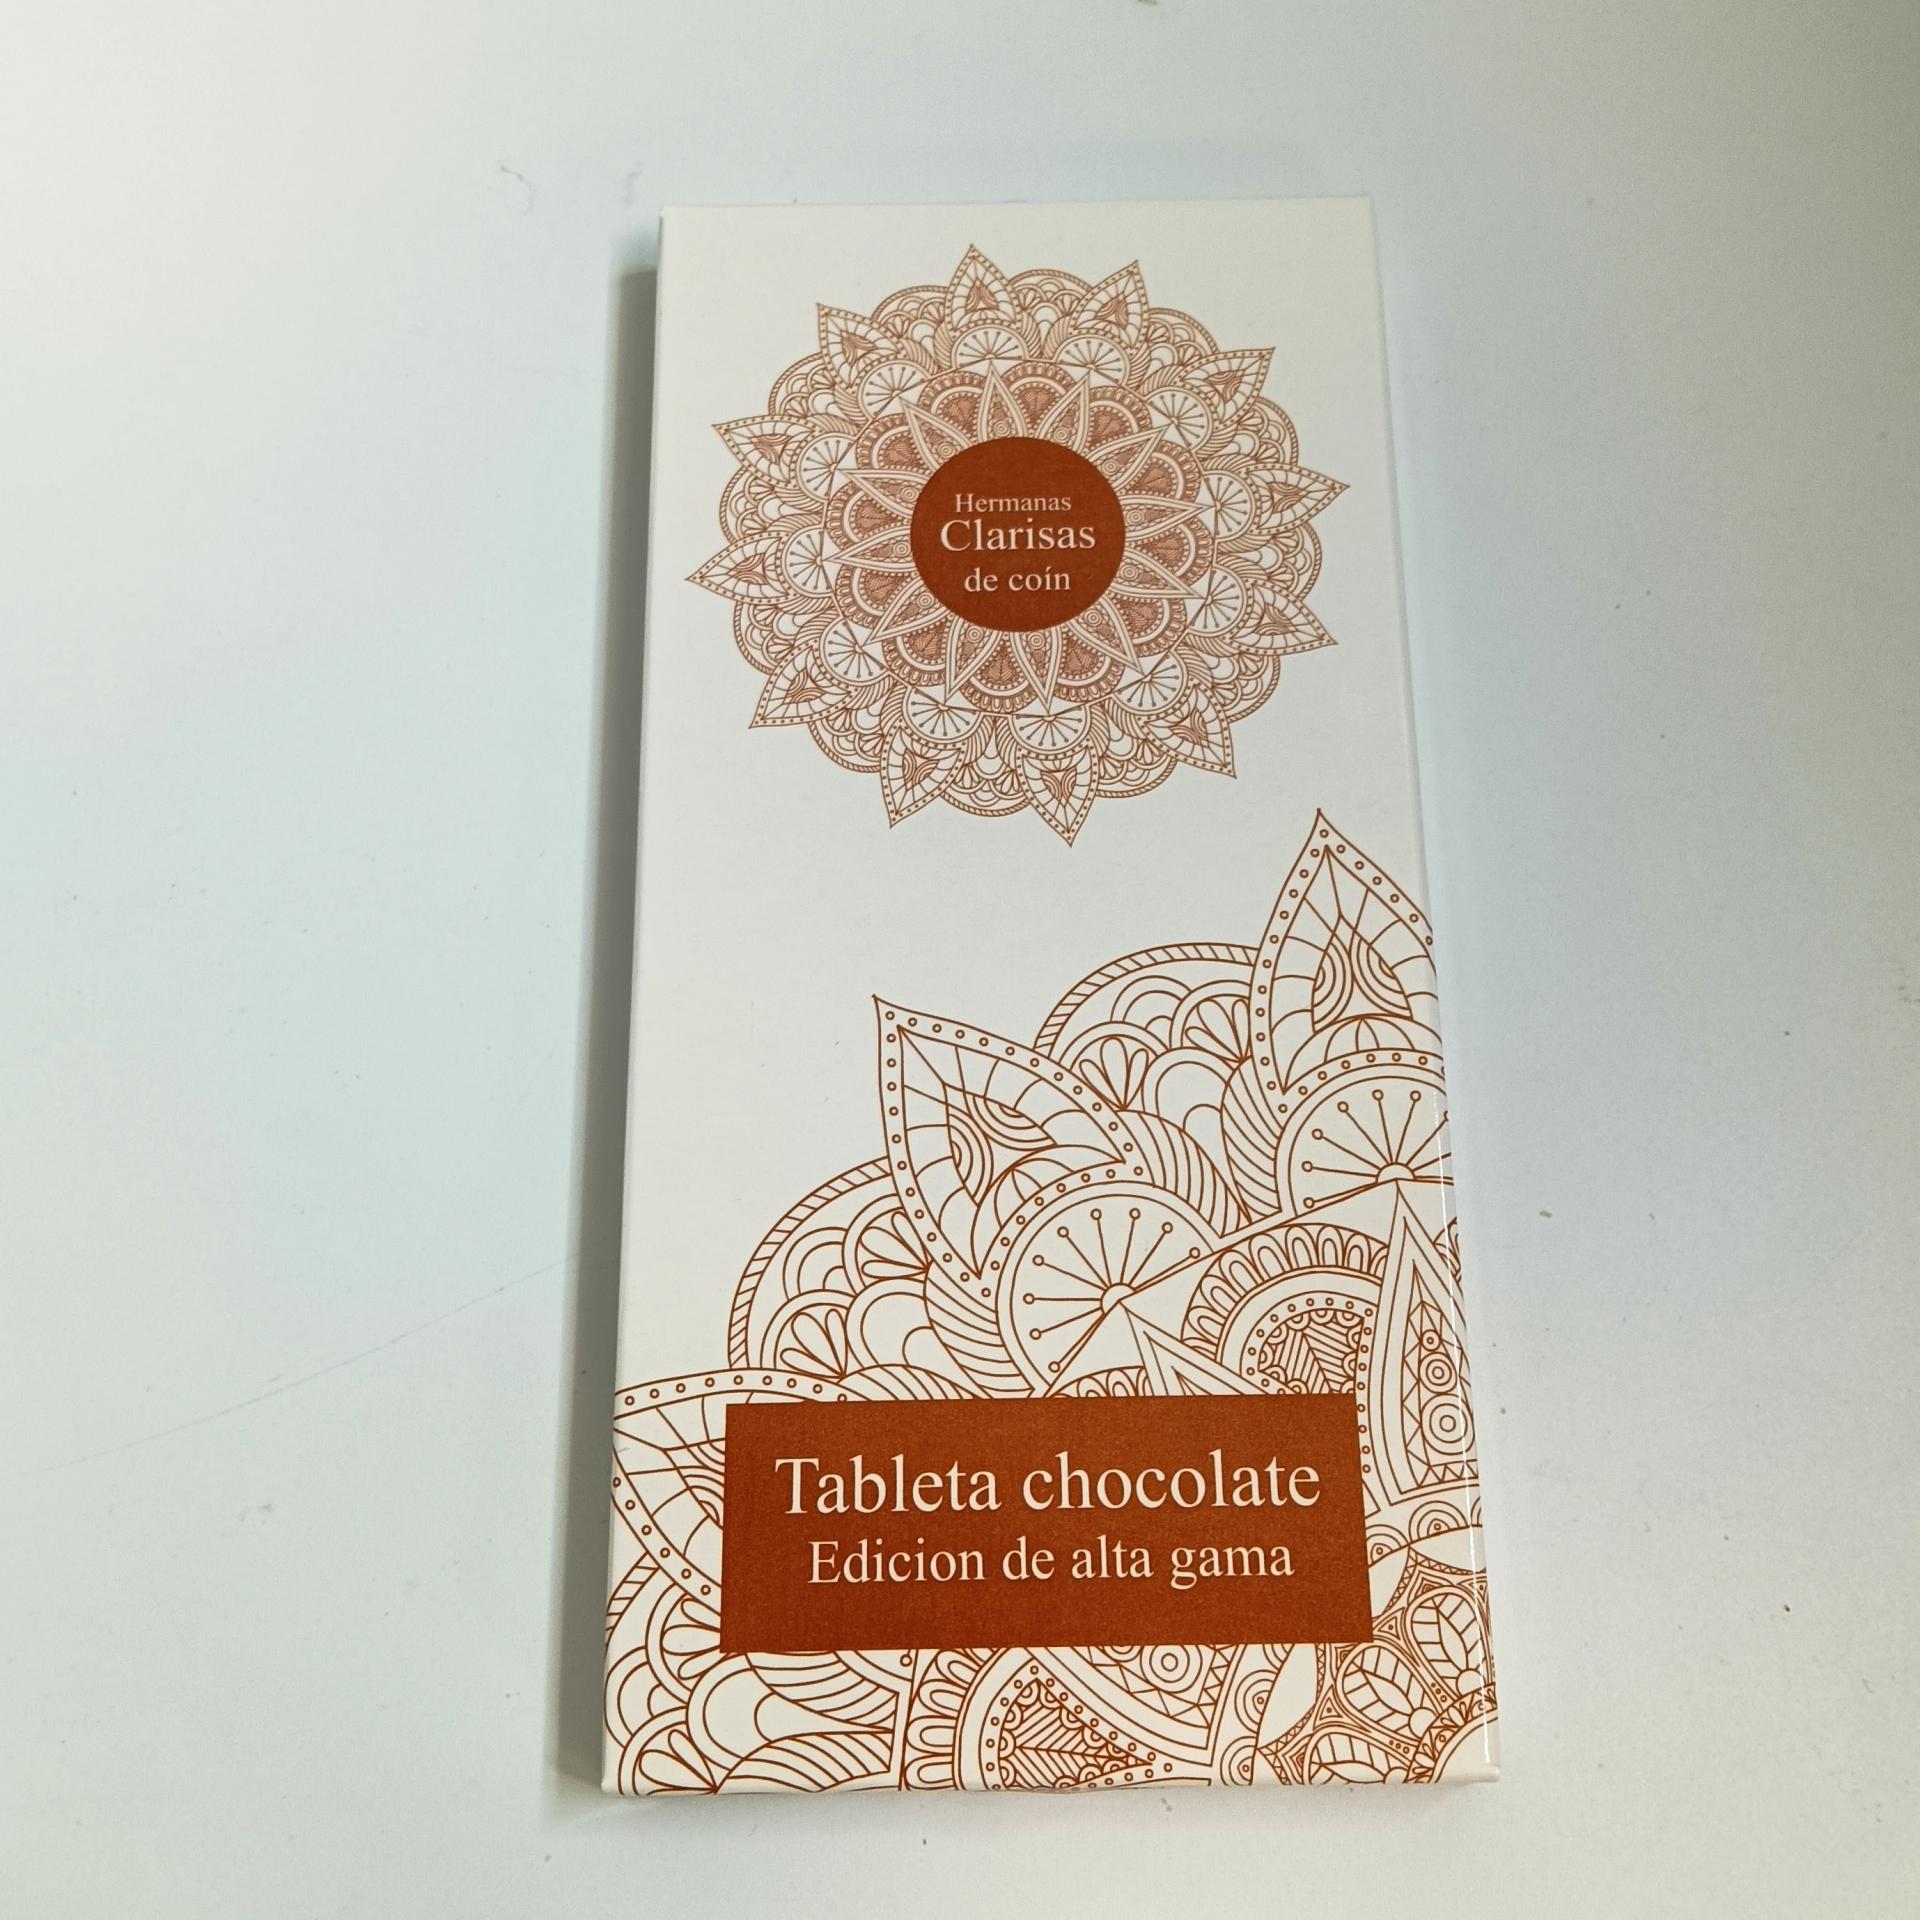 Hermanas
Clarisas
de coín
Tableta chocolate
Edicion de alta gama